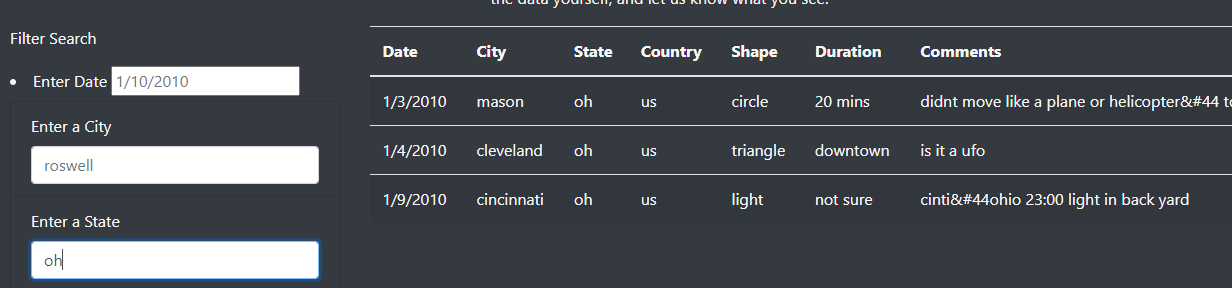 the data yourself, and let us know what you see.
Filter Search
Enter Date 1/10/2010
Enter a City
roswell
Enter a State
oh
Date City State Country Shape Duration Comments
1/3/2010 mason oh us circle 20 mins didnt move like a plane or helicopter&#44 to
1/4/2010 cleveland oh us triangle downtown is it a ufo
1/9/2010 cincinnati oh us light not sure cinti&#44ohio 23:00 light in back yard